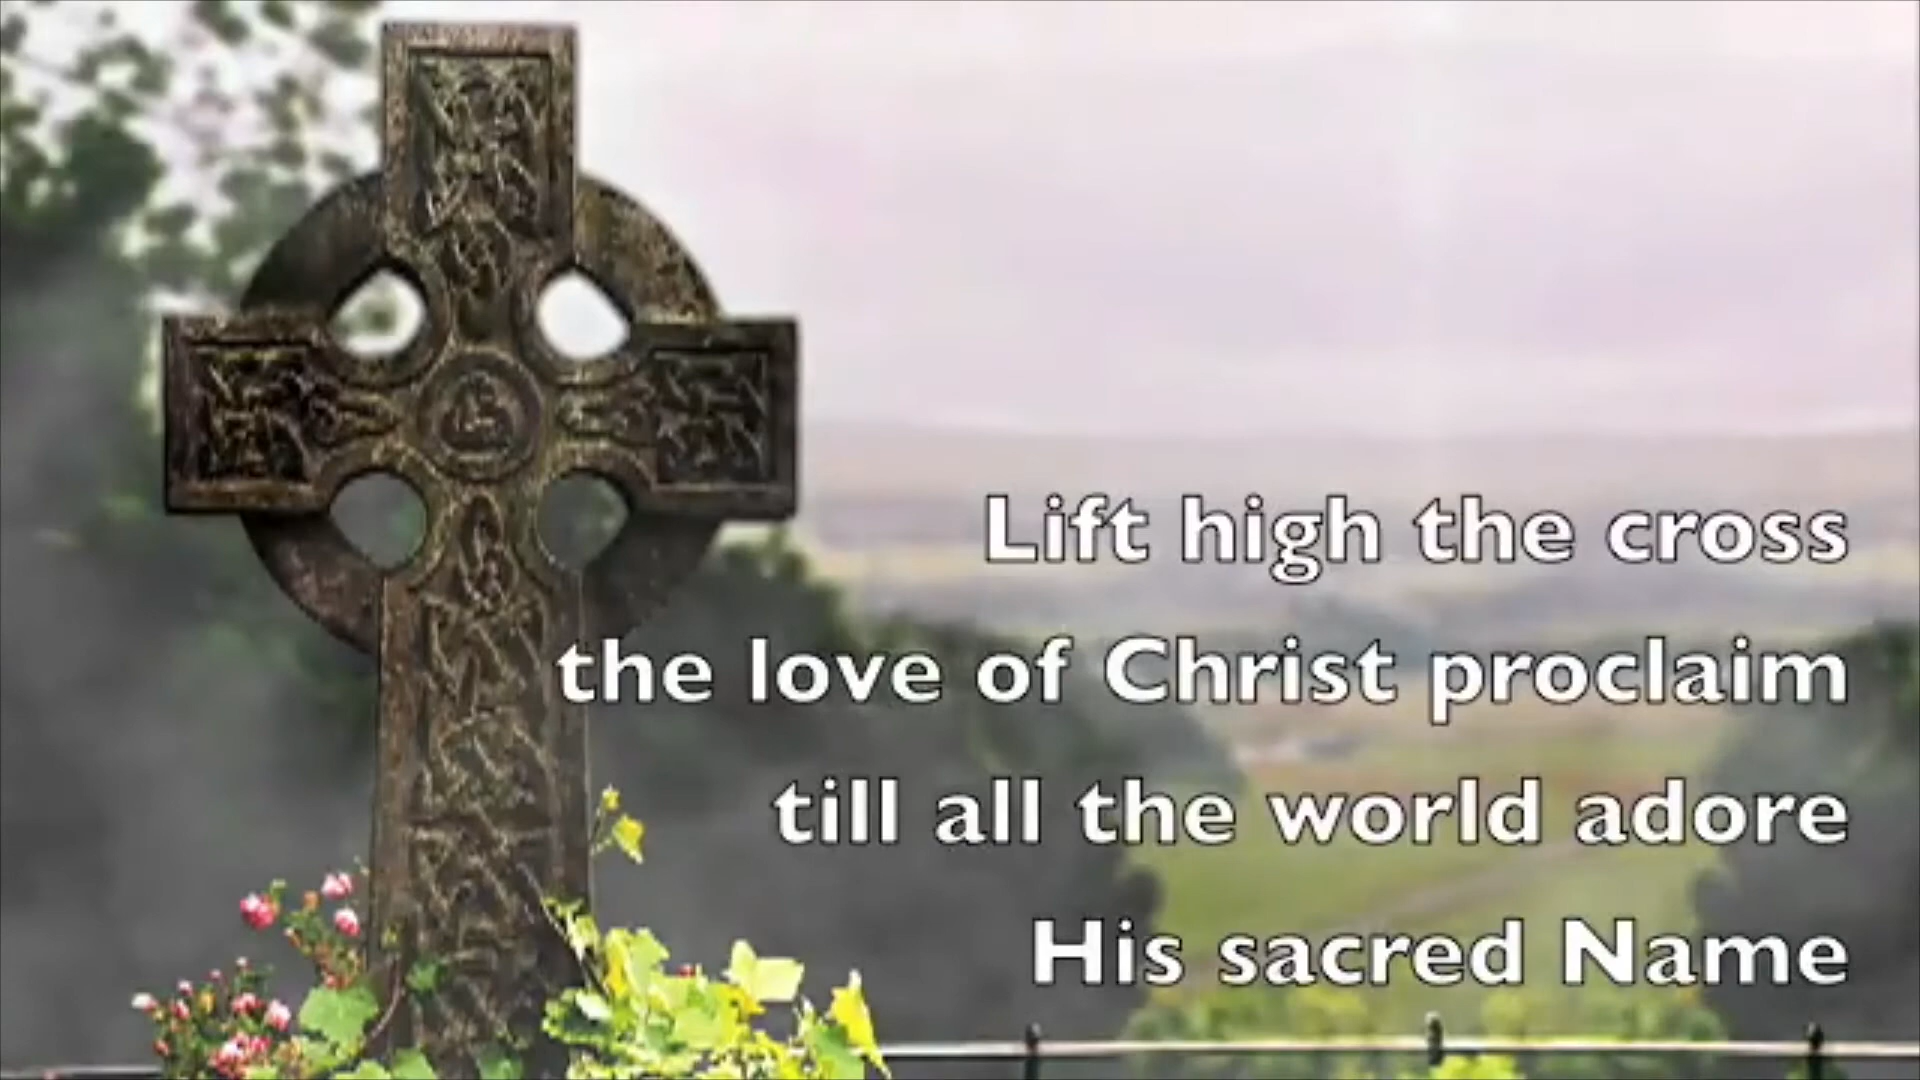 Lift high the cross
the love of Christ proclaim
till all the world adore
His sacred Name